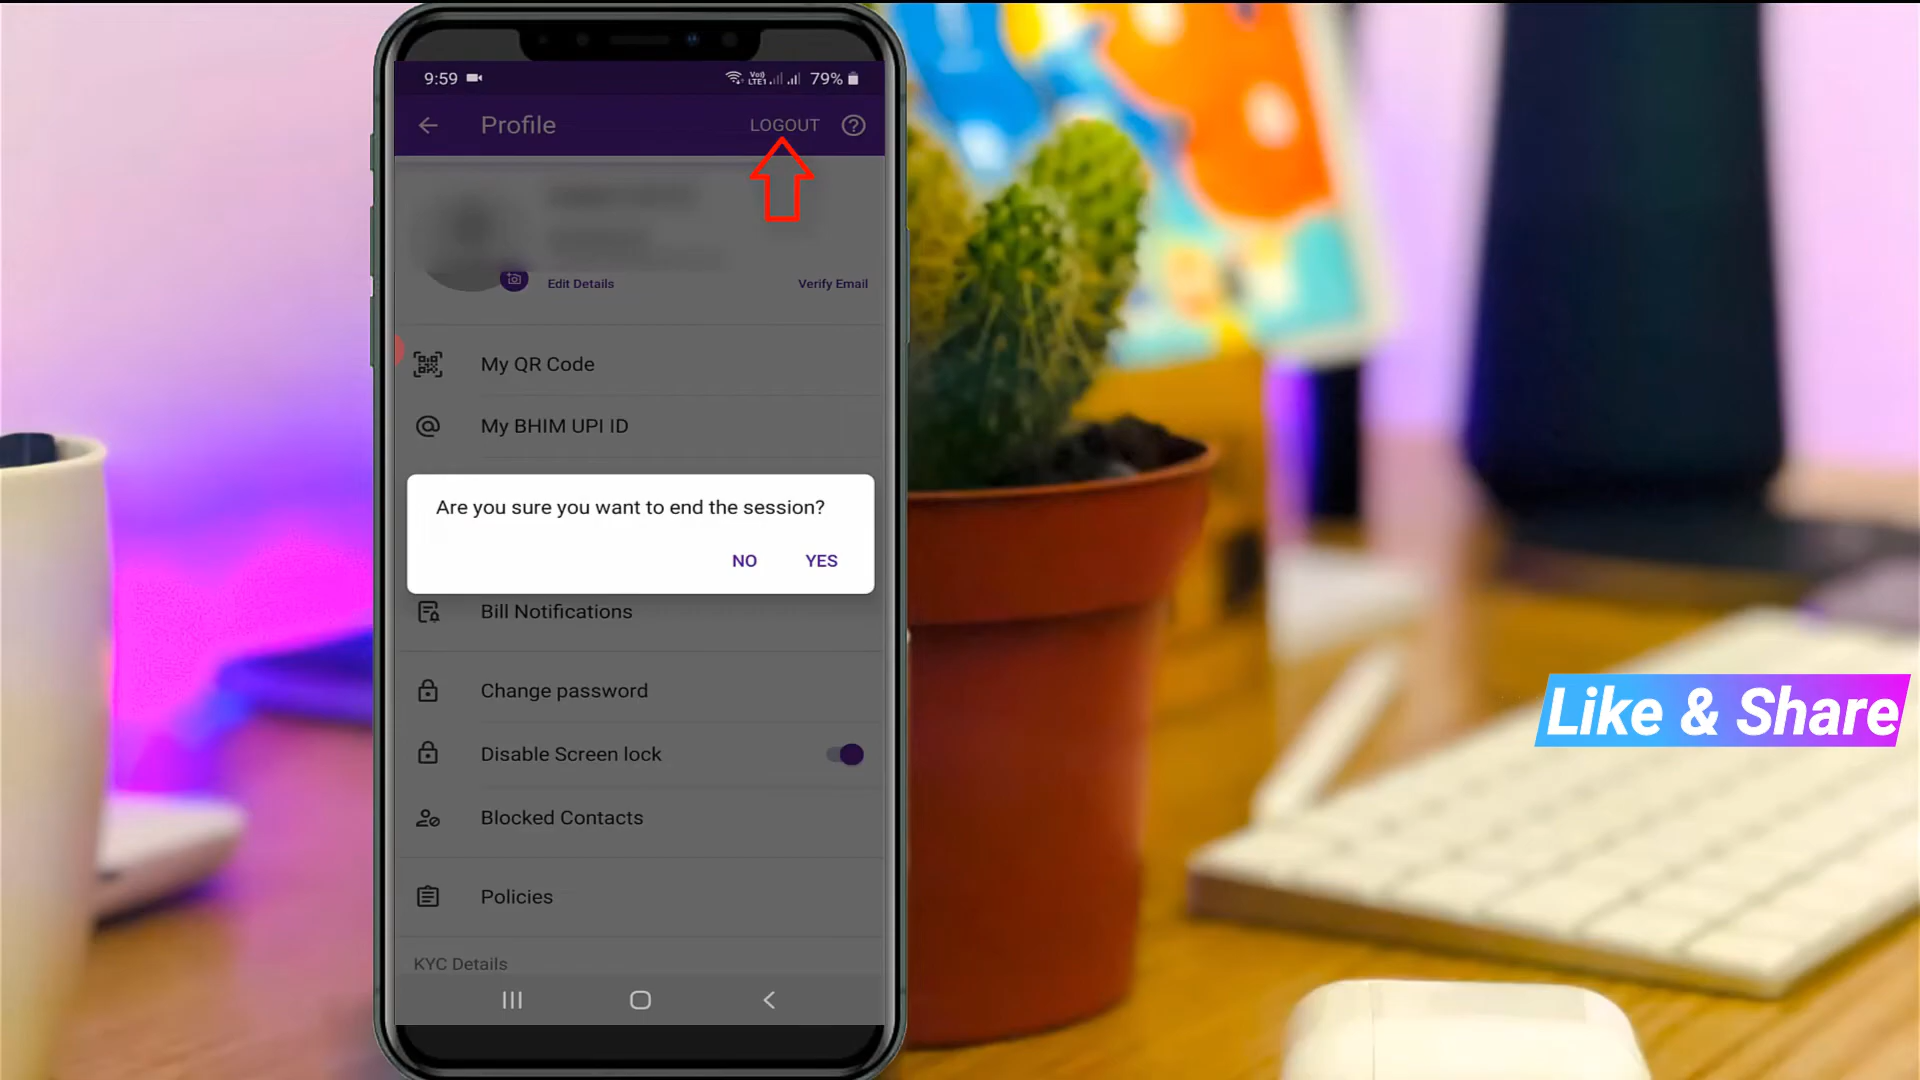 9:59 Vo) LTE1 79%
Profile LOGOUT
Edit Details Verify Email
My QR Code
My BHIM UPI ID
Are you sure you want to end the session?
NO YES
Bill Notifications
Change password
Disable Screen lock
Blocked Contacts
Policies
KYC Details
Like & Share